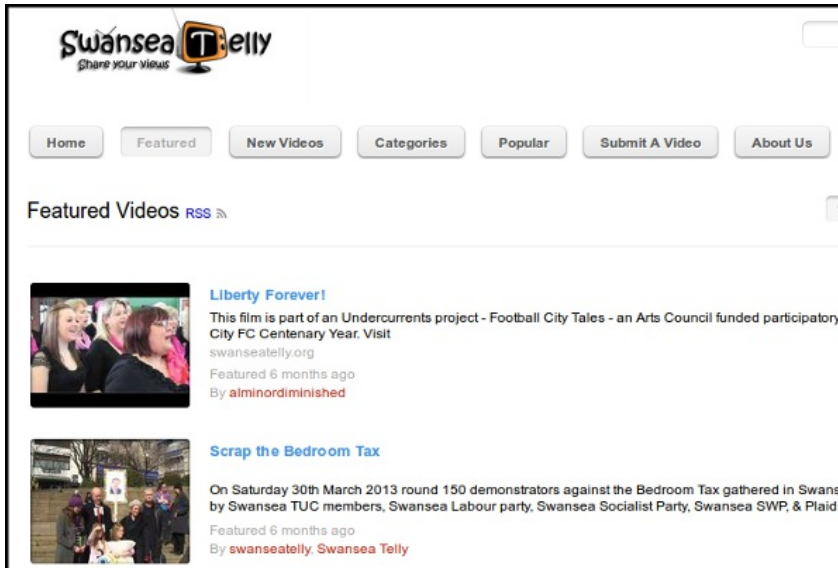 Swansea Telly
Share your views
Home Featured New Videos Categories Popular Submit A Video About Us
Featured Videos RSS
Liberty Forever!
This film is part of an Undercurrents project - Football City Tales - an Arts Council funded participatory
City FC Centenary Year. Visit
swanseatelly.org
Featured 6 months ago
By alminordiminished
Scrap the Bedroom Tax
On Saturday 30th March 2013 round 150 demonstrators against the Bedroom Tax gathered in Swans
by Swansea TUC members, Swansea Labour party, Swansea Socialist Party, Swansea SWP, & Plaid
Featured 6 months ago
By swanseatelly, Swansea Telly